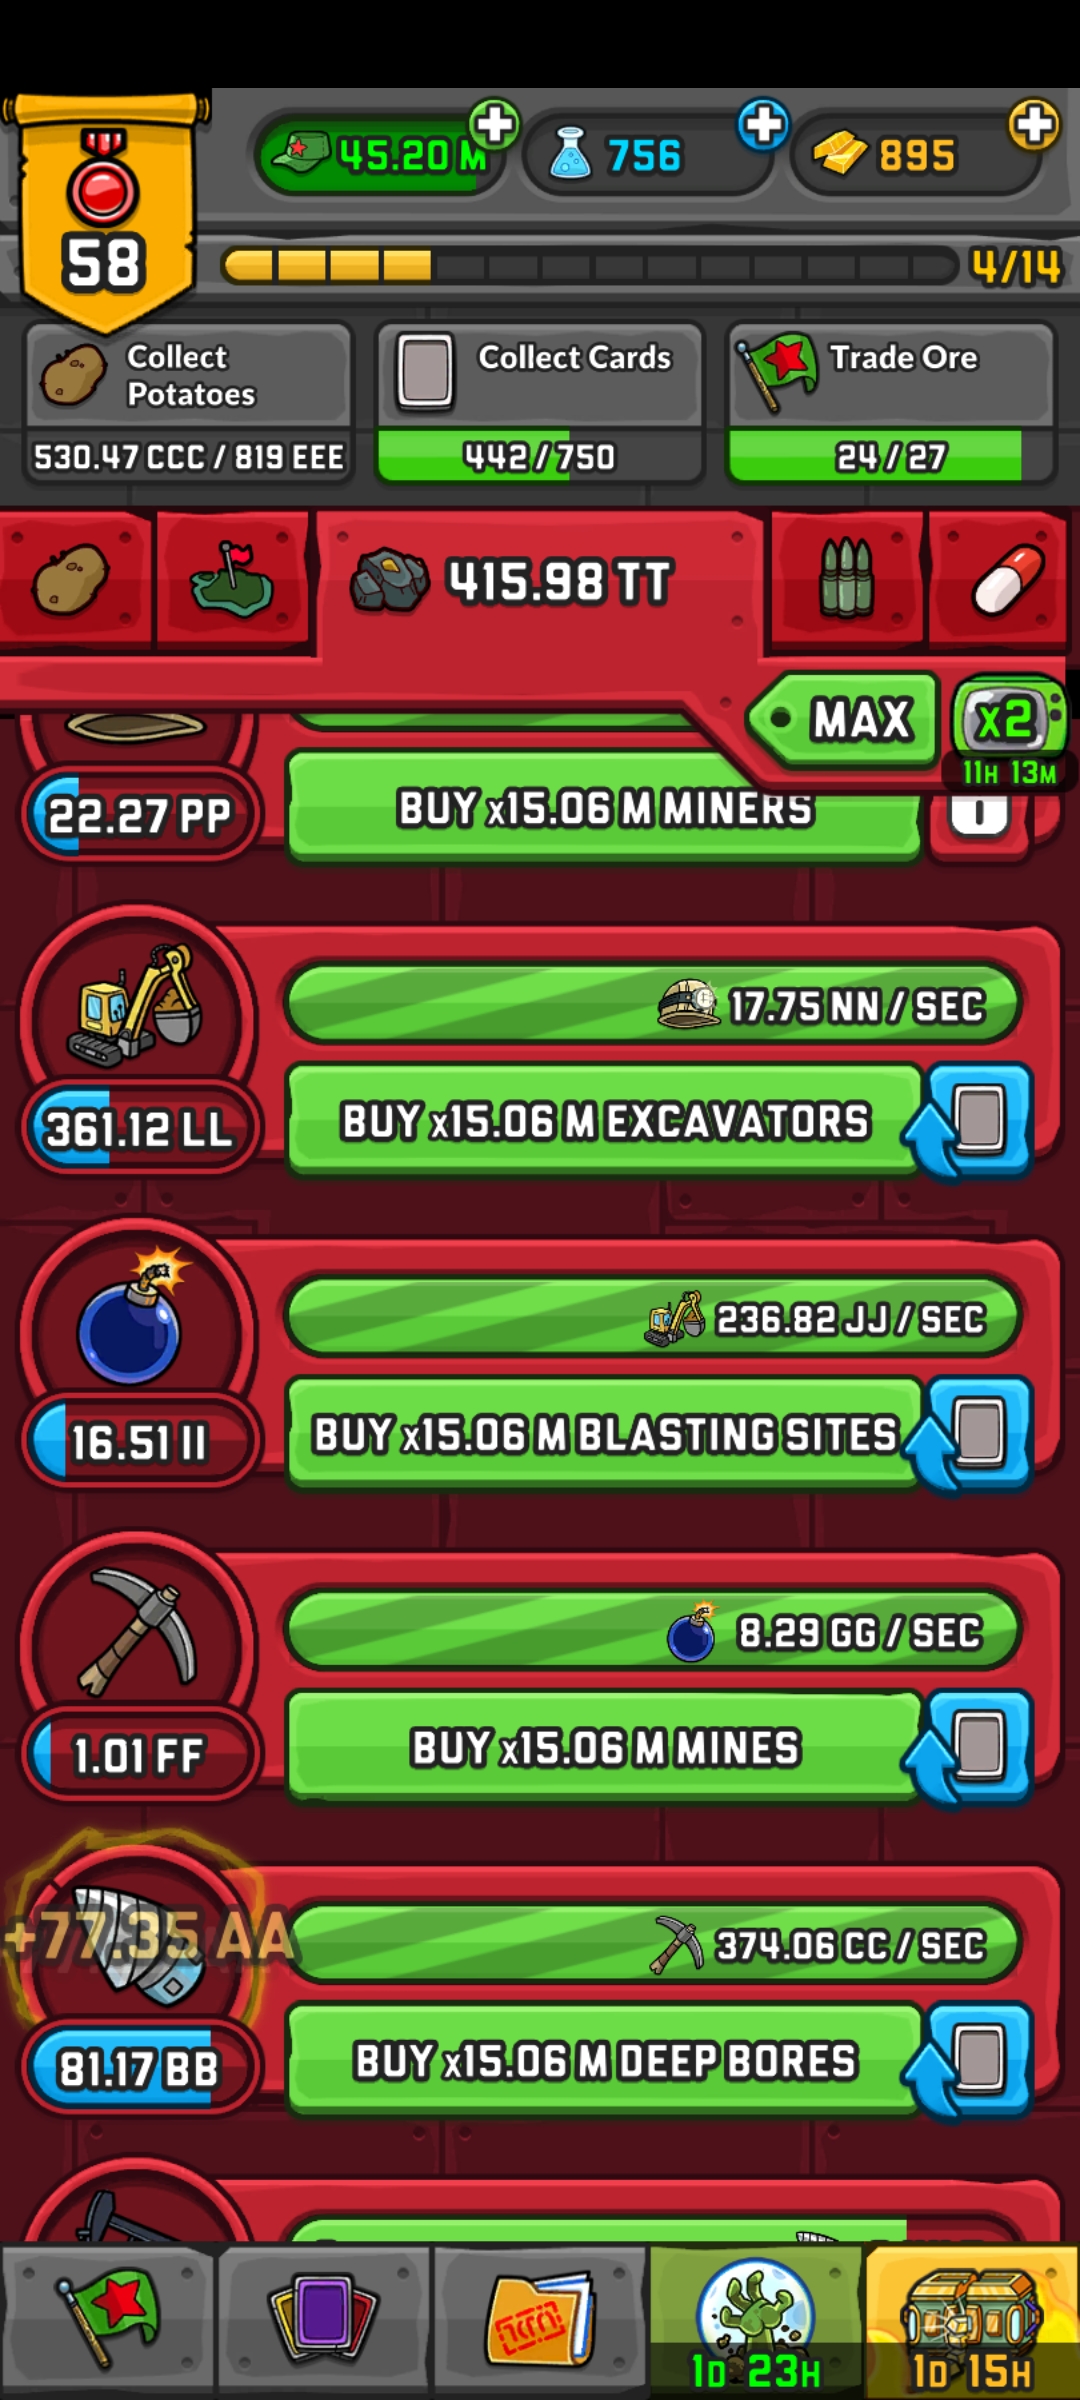 45.20 M
756
895
58
4/14
Collect
Potatoes
Collect Cards
Trade Ore
530.47 CCC / 819 EEE
442/750
24/27
415.98 TT
MAX
x2
11H 13M
22.27 PP
BUY x15.06 M MINERS
17.75 NN / SEC
361.12 LL
BUY x15.06 M EXCAVATORS
236.82 JJ / SEC
16.51 II
BUY x15.06 M BLASTING SITES
8.29 GG / SEC
1.01 FF
BUY x15.06 M MINES
+77.35 AA
374.06 CC / SEC
81.17 BB
BUY x15.06 M DEEP BORES
1D 23H
1D 15H